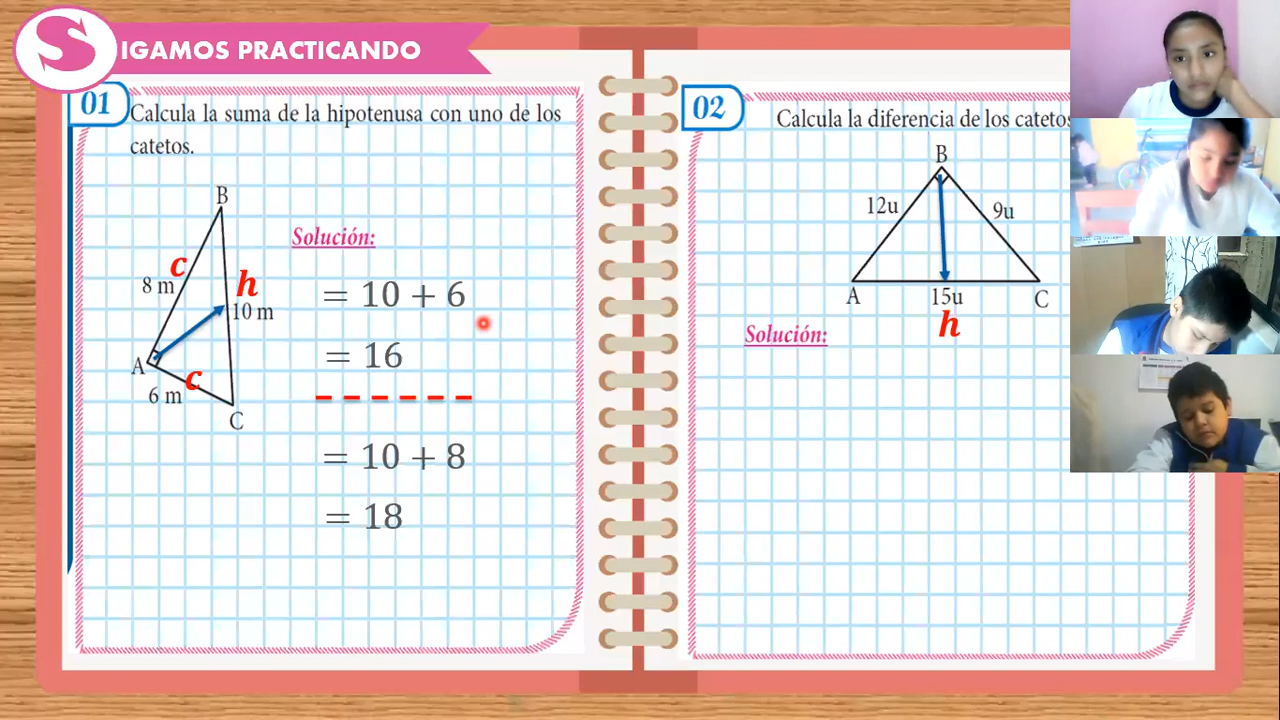 SIGAMOS PRACTICANDO
01
Calcula la suma de la hipotenusa con uno de los
catetos.
B
8 m
c
h
10 m
A
c
6 m
C
Solución:
= 10 + 6
= 16
= 10 + 8
= 18
02
Calcula la diferencia de los catetos
B
12u
9u
A
15u
C
h
Solución: